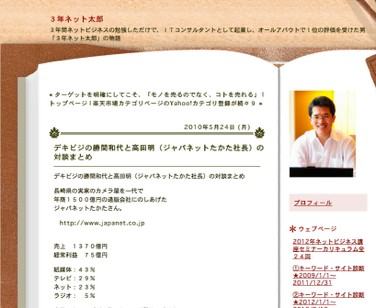 ３年ネット太郎
３年間ネットビジネスの勉強しただけで、ＩＴコンサルタントとして起業し、オールアバウトで１位の評価を受けた男
「３年ネット太郎」の物語
« ターゲットを明確にしてこそ、「モノを売るのでなく、コトを売れる」 |
トップページ | 楽天市場カテゴリページのYahoo!カテゴリ登録が続々９ »
2010年5月24日 (月)
デキビジの勝間和代と高田明（ジャパネットたかた社長）の
対談まとめ
デキビジの勝間和代と高田明（ジャパネットたかた社長）の対談まとめ
長崎県の実家のカメラ屋を一代で
年商１５００億円の通販会社にのしあげた
ジャパネットたかたさん。
http://www.japanet.co.jp
売上　１３７０億円
経常利益　７５億円
紙媒体：４３％
テレビ：２９％
ネット：２３％
ラジオ：　５％
プロフィール
ウェブページ
2012年ネットビジネス講
座セミナーカリキュラム全
２４回
①キーワード・サイト診断
★2009/1/1～
2011/12/31
②キーワード・サイト診断
★2012/1/1～